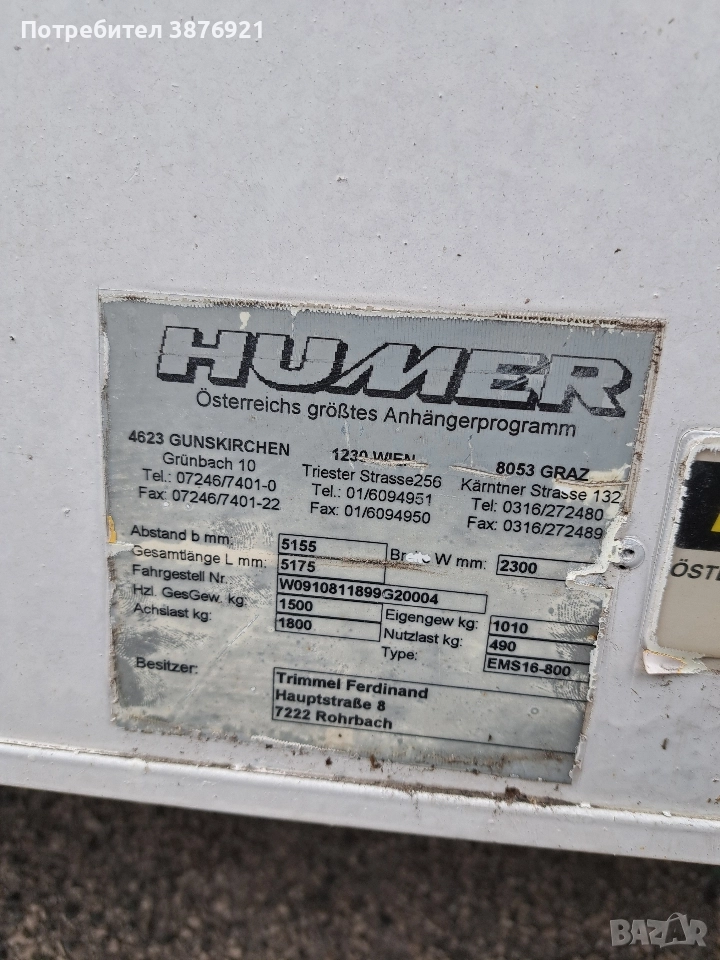 Потребител 3876921
HUMER
Österreichs größtes Anhängerprogramm
4623 GUNSKIRCHEN
Grünbach 10
Tel.: 07246/7401-0
Fax: 07246/7401-22
1230 WIEN
Triester Strasse256
Tel.: 01/6094951
Fax: 01/6094950
8053 GRAZ
Kärntner Strasse 132
Tel: 0316/272480
Fax: 0316/272489
Abstand b mm: 5155 W mm: 2300
Gesamtlänge L mm: 5175
Fahrgestell Nr. W0910811899G20004
Hzl. GesGew. kg: 1500 Eigengew kg: 1010
Achslast kg: 1800 Nutzlast kg: 490
Type: EMS16-800
Besitzer: Trimmel Ferdinand
Hauptstraße 8
7222 Rohrbach
BAZAR